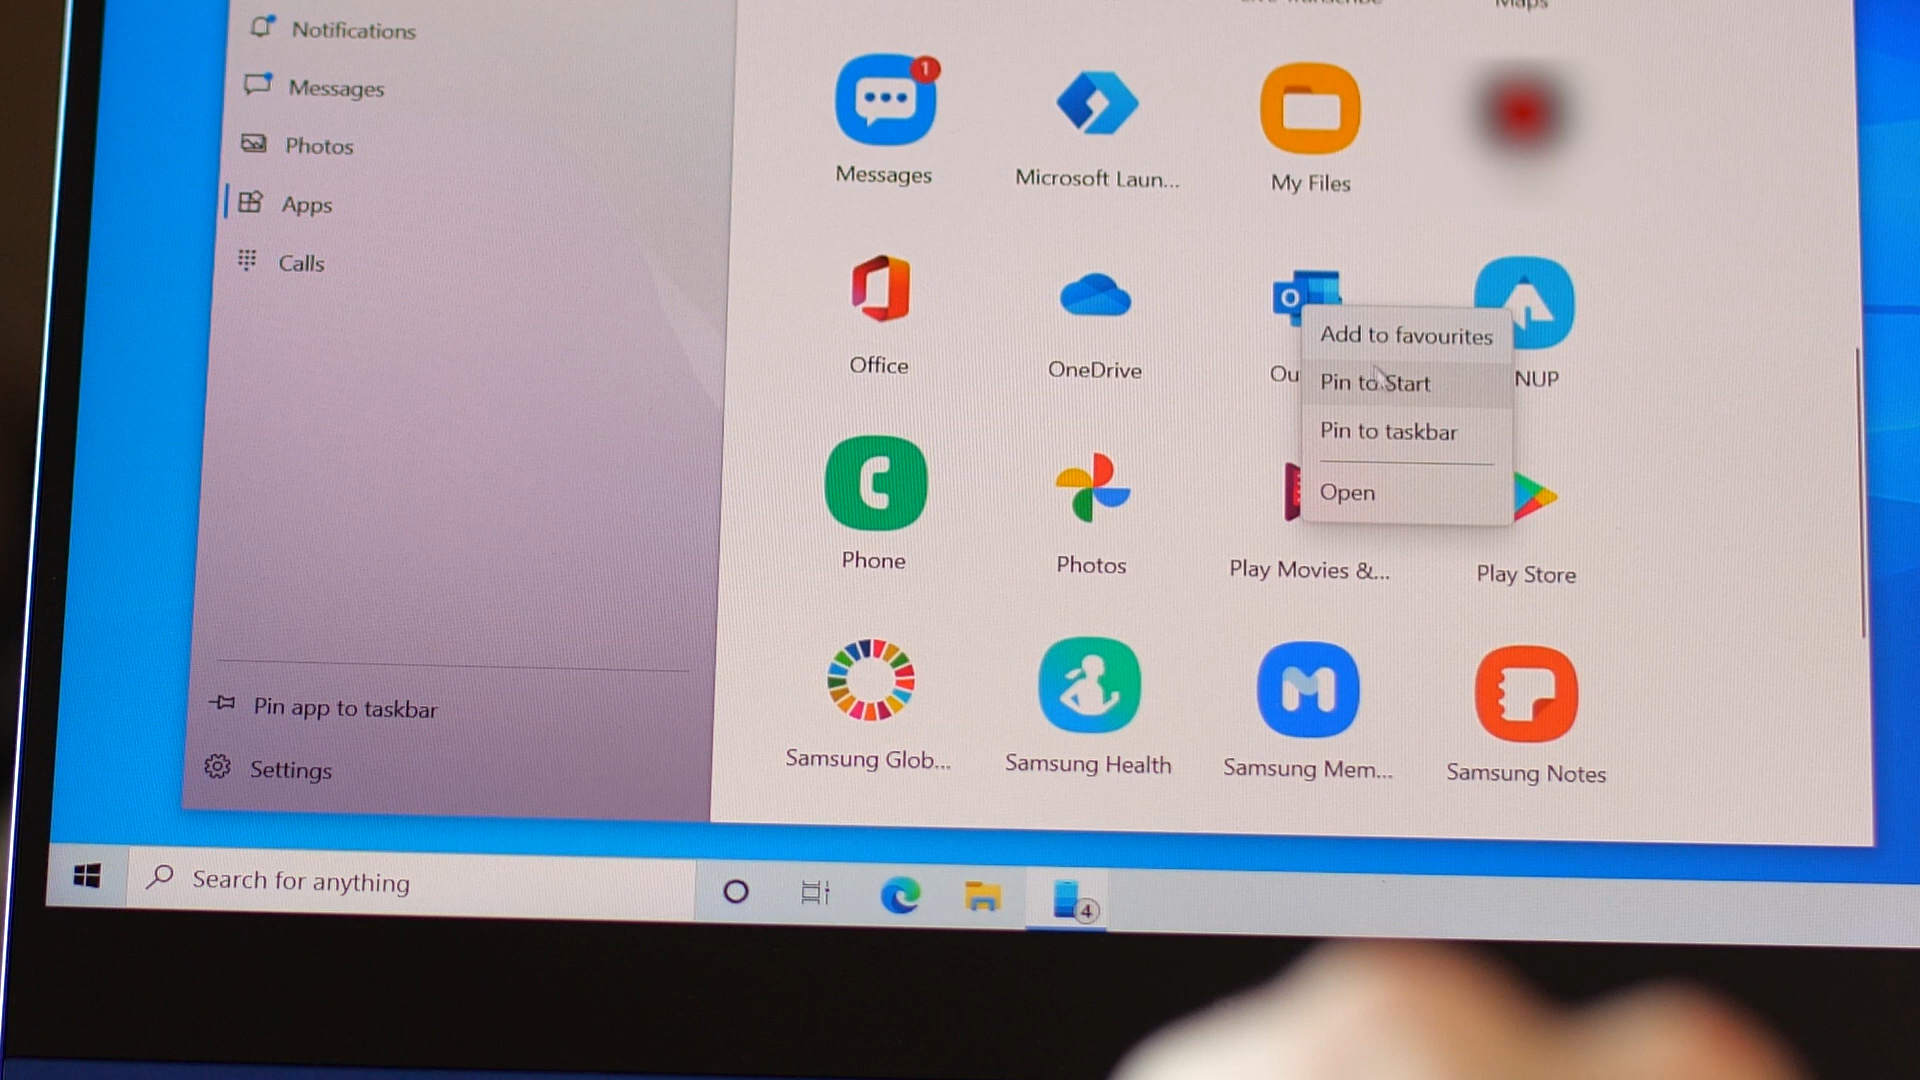 Notifications
Messages
Photos
Apps
Calls
Pin app to taskbar
Settings
Maps
1
Messages
Microsoft Laun...
My Files
Office
OneDrive
Ou
NUP
Add to favourites
Pin to Start
Pin to taskbar
Open
Phone
Photos
Play Movies &...
Play Store
Samsung Glob...
Samsung Health
Samsung Mem...
Samsung Notes
Search for anything
4